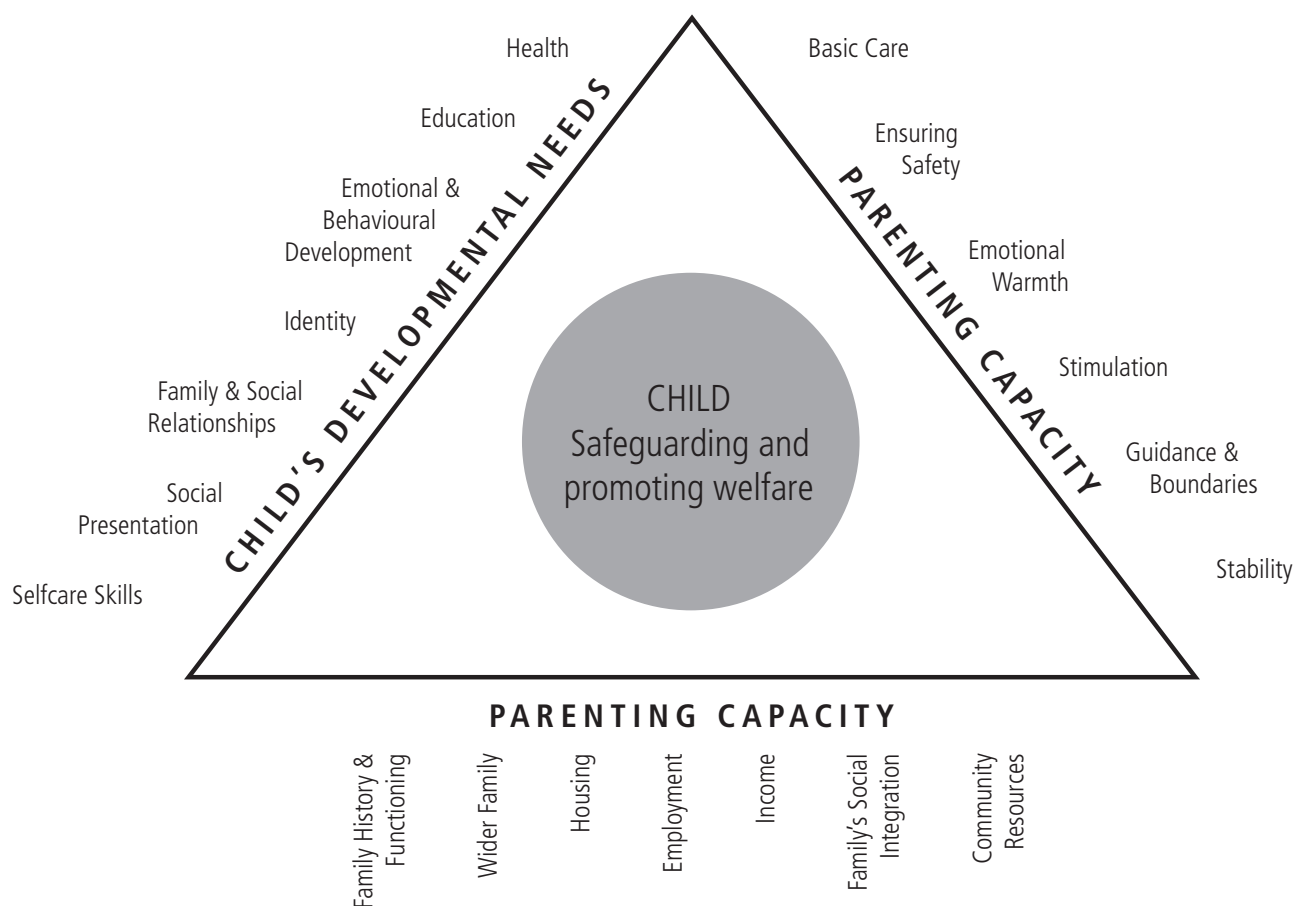 Health
Education
Emotional &
Behavioural
Development
Identity
Family & Social
Relationships
Social
Presentation
Selfcare Skills
CHILD'S DEVELOPMENTAL NEEDS
Basic Care
Ensuring
Safety
Emotional
Warmth
Stimulation
Guidance &
Boundaries
Stability
PARENTING CAPACITY
CHILD
Safeguarding and
promoting welfare
PARENTING CAPACITY
Family History &
Functioning
Wider Family
Housing
Employment
Income
Family's Social
Integration
Community
Resources